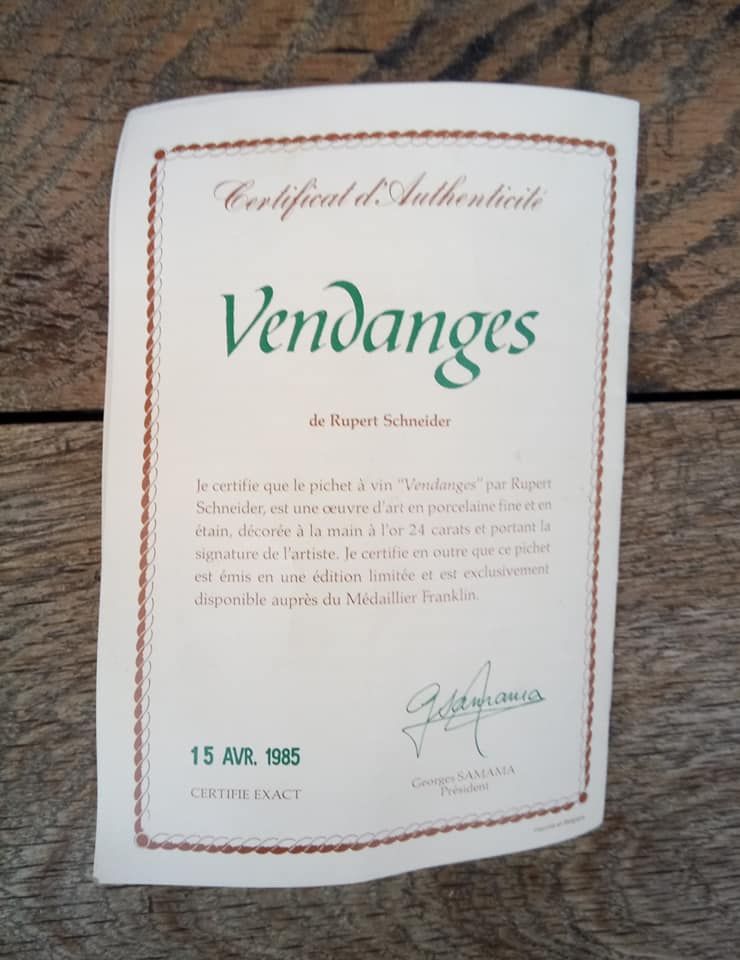 Certificat d'Authenticité
Vendanges
de Rupert Schneider
Je certifie que le pichet à vin "Vendanges" par Rupert
Schneider, est une œuvre d'art en porcelaine fine et en
étain, décorée à la main à l'or 24 carats et portant la
signature de l'artiste. Je certifie en outre que ce pichet
est émis en une édition limitée et est exclusivement
disponible auprès du Médaillier Franklin.
15 AVR. 1985
CERTIFIE EXACT
Georges SAMAMA
Président